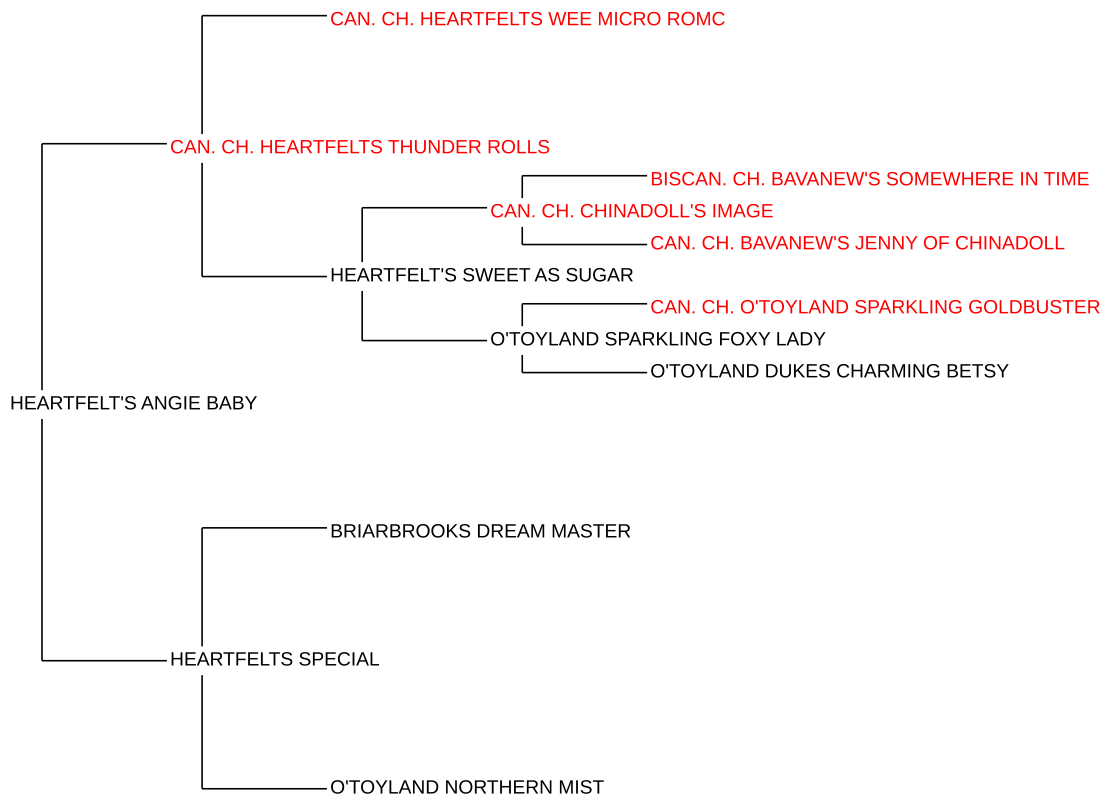 CAN. CH. HEARTFELTS WEE MICRO ROMC
CAN. CH. HEARTFELTS THUNDER ROLLS
BISCAN. CH. BAVANEW'S SOMEWHERE IN TIME
CAN. CH. CHINADOLL'S IMAGE
CAN. CH. BAVANEW'S JENNY OF CHINADOLL
HEARTFELT'S SWEET AS SUGAR
CAN. CH. O'TOYLAND SPARKLING GOLDBUSTER
O'TOYLAND SPARKLING FOXY LADY
O'TOYLAND DUKES CHARMING BETSY
HEARTFELT'S ANGIE BABY
BRIARBROOKS DREAM MASTER
HEARTFELTS SPECIAL
O'TOYLAND NORTHERN MIST